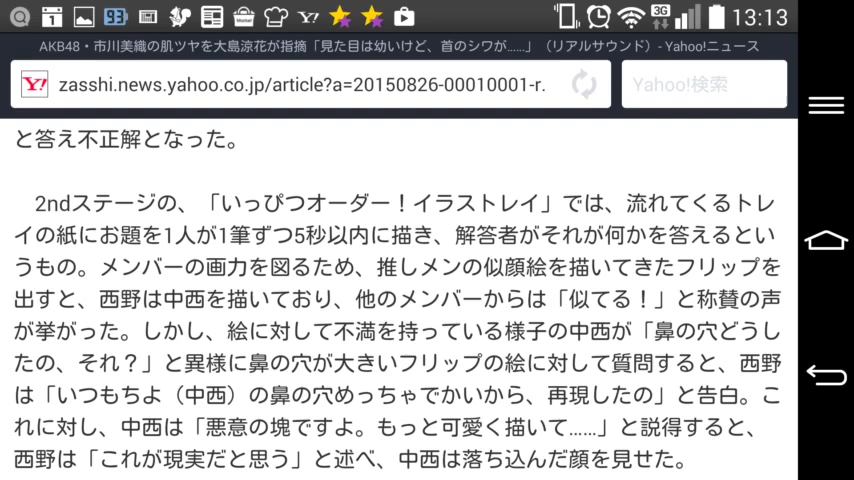 1
93
Home
Y!
3G
13:13
AKB48・市川美織の肌ツヤを大島涼花が指摘「見た目は幼いけど、首のシワが……」（リアルサウンド）- Yahoo!ニュース
Y! zasshi.news.yahoo.co.jp/article?a=20150826-00010001-r.
Yahoo!検索
と答え不正解となった。
2ndステージの、「いっぴつオーダー！イラストレイ」では、流れてくるトレ
イの紙にお題を1人が1筆ずつ5秒以内に描き、解答者がそれが何かを答えるとい
うもの。メンバーの画力を図るため、推しメンの似顔絵を描いてきたフリップを
出すと、西野は中西を描いており、他のメンバーからは「似てる！」と称賛の声
が挙がった。しかし、絵に対して不満を持っている様子の中西が「鼻の穴どうし
たの、それ？」と異様に鼻の穴が大きいフリップの絵に対して質問すると、西野
は「いつもちよ（中西）の鼻の穴めっちゃでかいから、再現したの」と告白。こ
れに対し、中西は「悪意の塊ですよ。もっと可愛く描いて……」と説得すると、
西野は「これが現実だと思う」と述べ、中西は落ち込んだ顔を見せた。